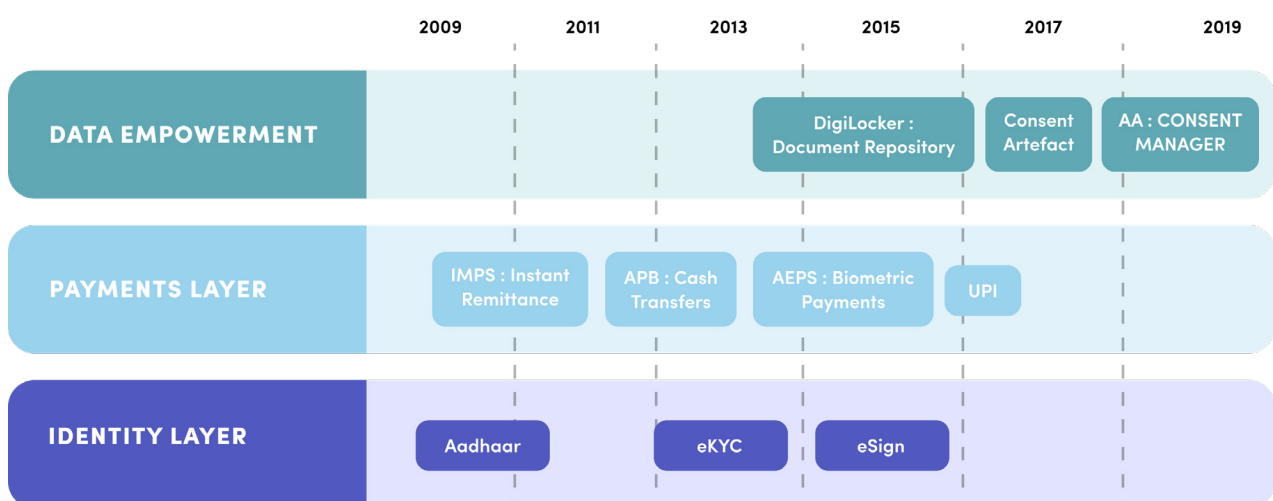 2009 2011 2013 2015 2017 2019
DATA EMPOWERMENT
DigiLocker :
Document Repository
Consent
Artefact
AA : CONSENT
MANAGER
PAYMENTS LAYER
IMPS : Instant
Remittance
APB : Cash
Transfers
AEPS : Biometric
Payments
UPI
IDENTITY LAYER
Aadhaar
eKYC
eSign